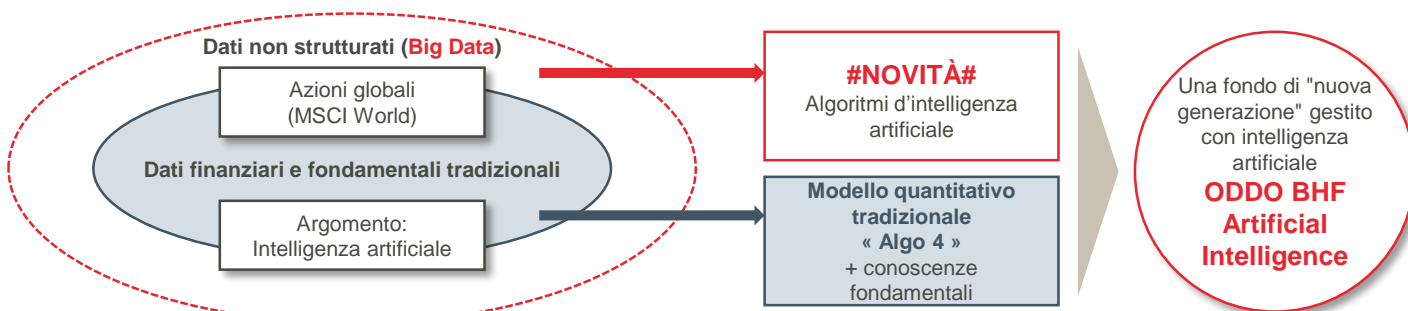 Dati non strutturati (Big Data)
Azioni globali
(MSCI World)
Dati finanziari e fondamentali tradizionali
Argomento:
Intelligenza artificiale
#NOVITÀ#
Algoritmi d'intelligenza
artificiale
Modello quantitativo
tradizionale
« Algo 4 »
+ conoscenze
fondamentali
Una fondo di "nuova
generazione" gestito
con intelligenza
artificiale
ODDO BHF
Artificial
Intelligence